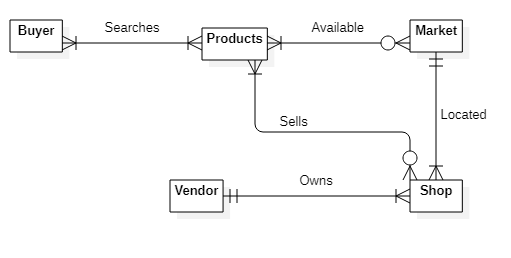 Buyer
Searches
Products
Available
Market
Sells
Located
Vendor
Owns
Shop